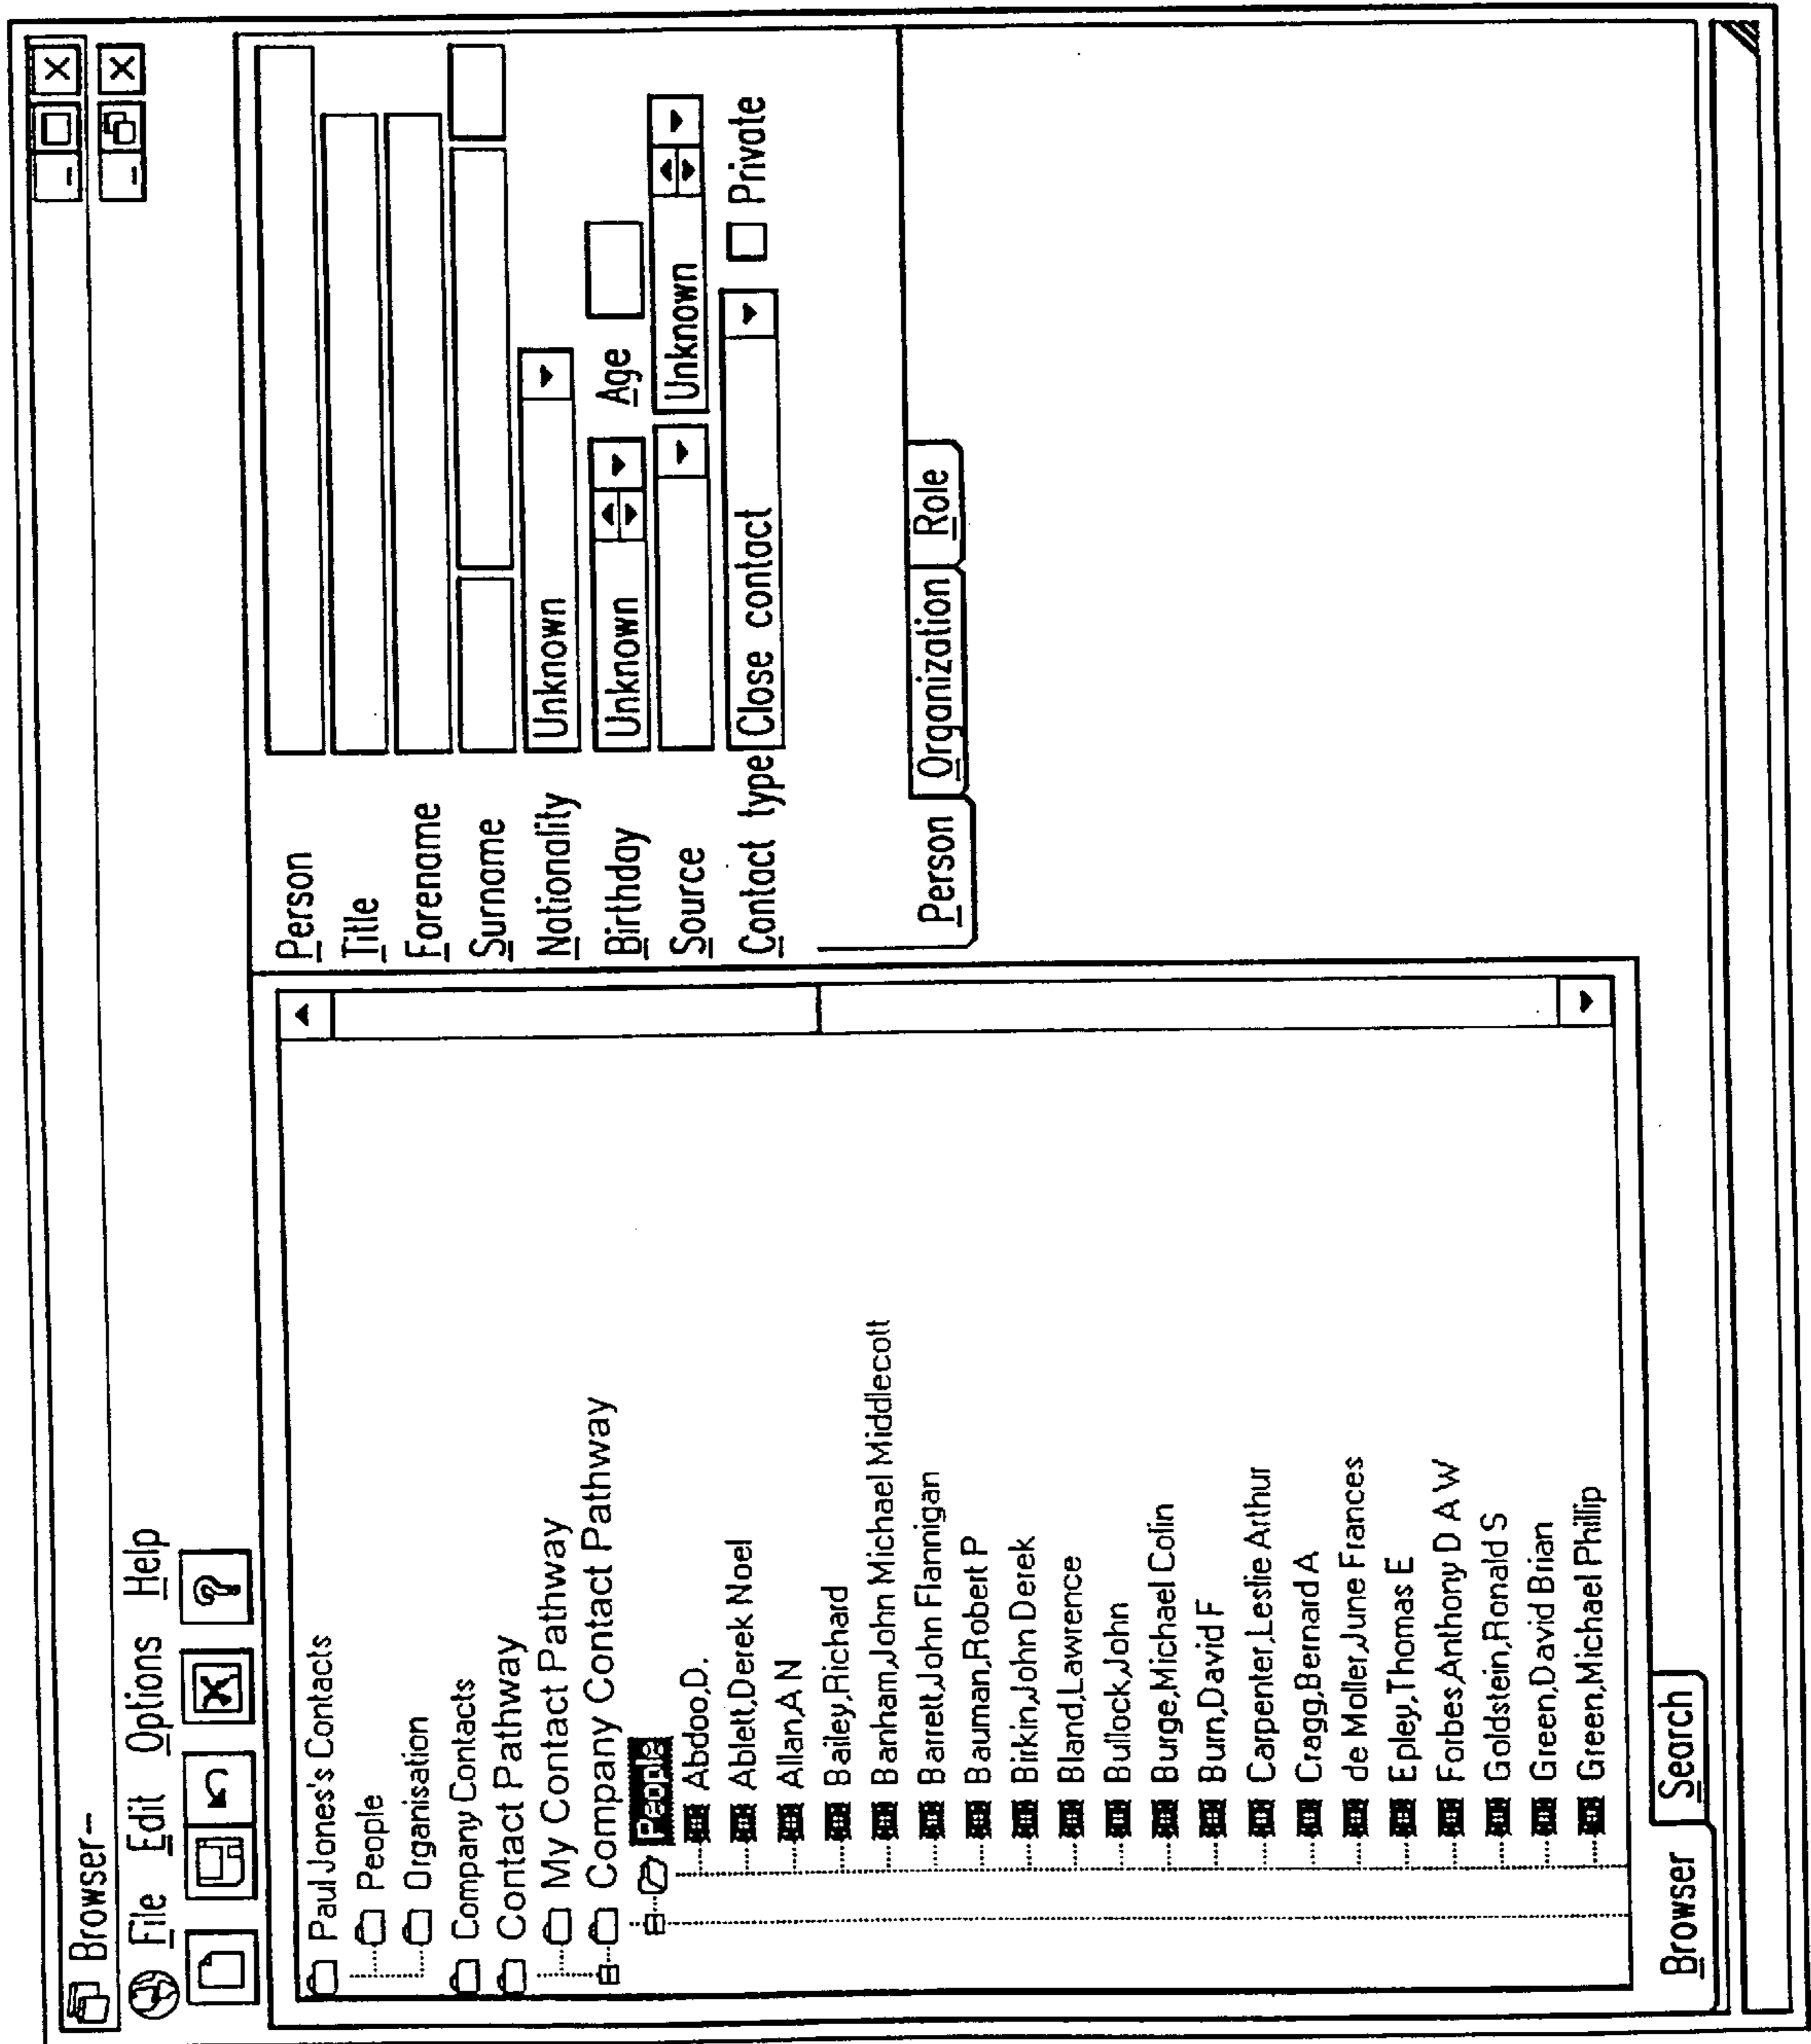 Browser--
File Edit Options Help
Paul Jones's Contacts
People
Organisation
Company Contacts
Contact Pathway
My Contact Pathway
Company Contact Pathway
People
Abdoo,D.
Ablett,Derek Noel
Allan,A N
Bailey,Richard
Banham,John Michael Middlecott
Barrett,John Flannigan
Bauman,Robert P
Birkin,John Derek
Bland,Lawrence
Bullock,John
Burge,Michael Colin
Burn,David F
Carpenter,Leslie Arthur
Cragg,Bernard A
de Moller,June Frances
Epley,Thomas E
Forbes,Anthony D A W
Goldstein,Ronald S
Green,David Brian
Green,Michael Phillip
Browser Search
Person
Title
Forename
Surname
Nationality Unknown
Birthday Unknown Age
Source Unknown
Contact type Close contact Private
Person Organization Role